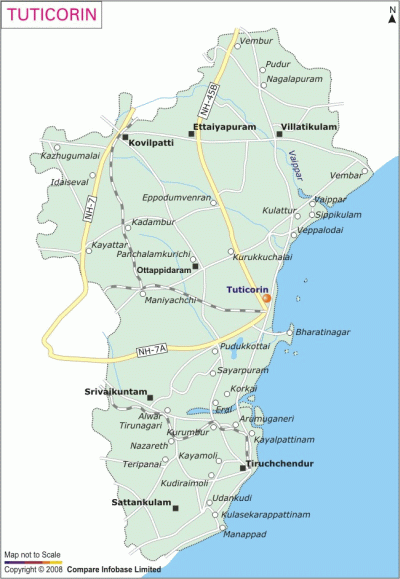 TUTICORIN
N
Vembur
Pudur
Nagalapuram
NH-45B
Ettaiyapuram
Villatikulam
Kovilpatti
Kazhugumalai
Vaippar
Vembar
Idaiseval
Eppodumvenran
Vaippar
Kulattur
Sippikulam
NH-7
Kadambur
Veppalodai
Kayattar
Panchalamkurichi
Kurukkuchalai
Ottappidaram
Tuticorin
Maniyachchi
Bharatinagar
NH-7A
Pudukkottai
Sayarpuram
Srivaikuntam
Korkai
Alwar
Tirunagari
Eral
Arumuganeri
Kurumbur
Kayalpattinam
Nazareth
Teripanai
Kayamoli
Tiruchchendur
Kudiraimoli
Sattankulam
Udankudi
Kulasekarappattinam
Manappad
Map not to Scale
Copyright © 2008 Compare Infobase Limited